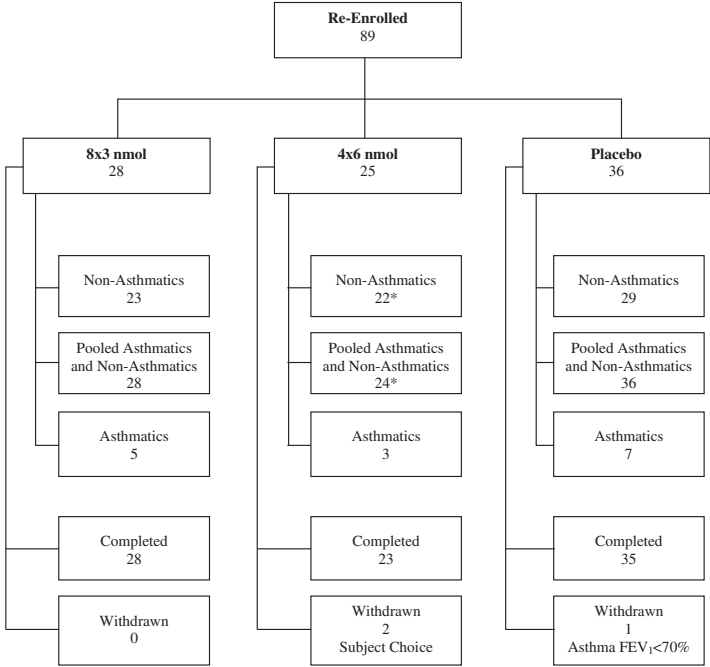 Re-Enrolled
89
8x3 nmol
28
4x6 nmol
25
Placebo
36
Non-Asthmatics
23
Non-Asthmatics
22*
Non-Asthmatics
29
Pooled Asthmatics
and Non-Asthmatics
28
Pooled Asthmatics
and Non-Asthmatics
24*
Pooled Asthmatics
and Non-Asthmatics
36
Asthmatics
5
Asthmatics
3
Asthmatics
7
Completed
28
Completed
23
Completed
35
Withdrawn
0
Withdrawn
2
Subject Choice
Withdrawn
1
Asthma FEV₁<70%